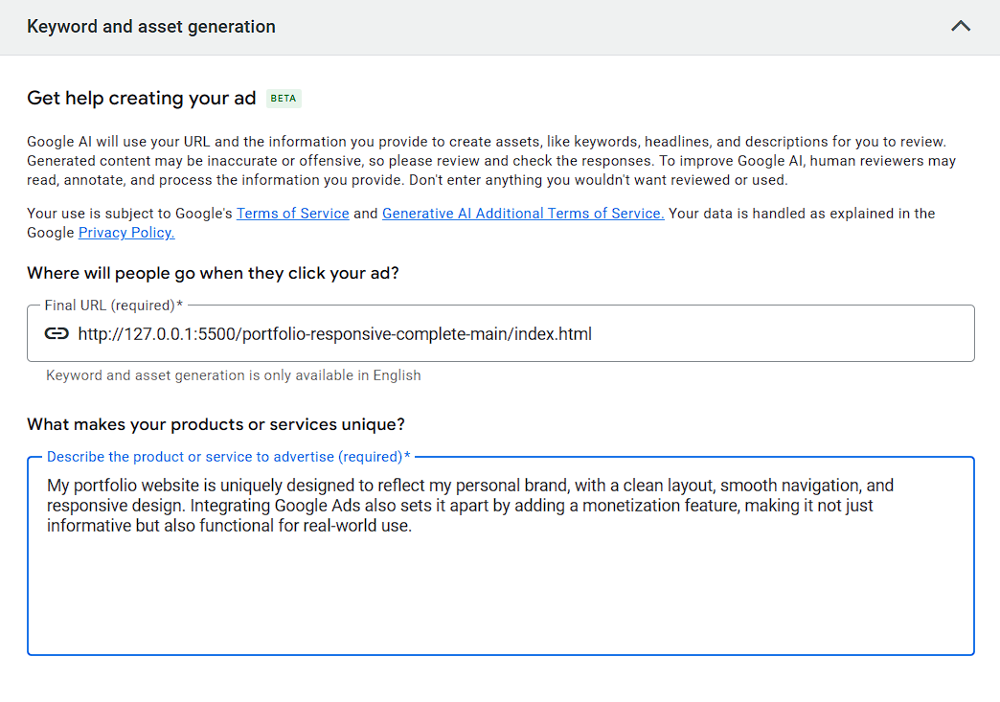 Keyword and asset generation
Get help creating your ad BETA
Google AI will use your URL and the information you provide to create assets, like keywords, headlines, and descriptions for you to review.
Generated content may be inaccurate or offensive, so please review and check the responses. To improve Google AI, human reviewers may
read, annotate, and process the information you provide. Don't enter anything you wouldn't want reviewed or used.
Your use is subject to Google's Terms of Service and Generative AI Additional Terms of Service. Your data is handled as explained in the
Google Privacy Policy.
Where will people go when they click your ad?
Final URL (required)*
http://127.0.0.1:5500/portfolio-responsive-complete-main/index.html
Keyword and asset generation is only available in English
What makes your products or services unique?
Describe the product or service to advertise (required)*
My portfolio website is uniquely designed to reflect my personal brand, with a clean layout, smooth navigation, and
responsive design. Integrating Google Ads also sets it apart by adding a monetization feature, making it not just
informative but also functional for real-world use.